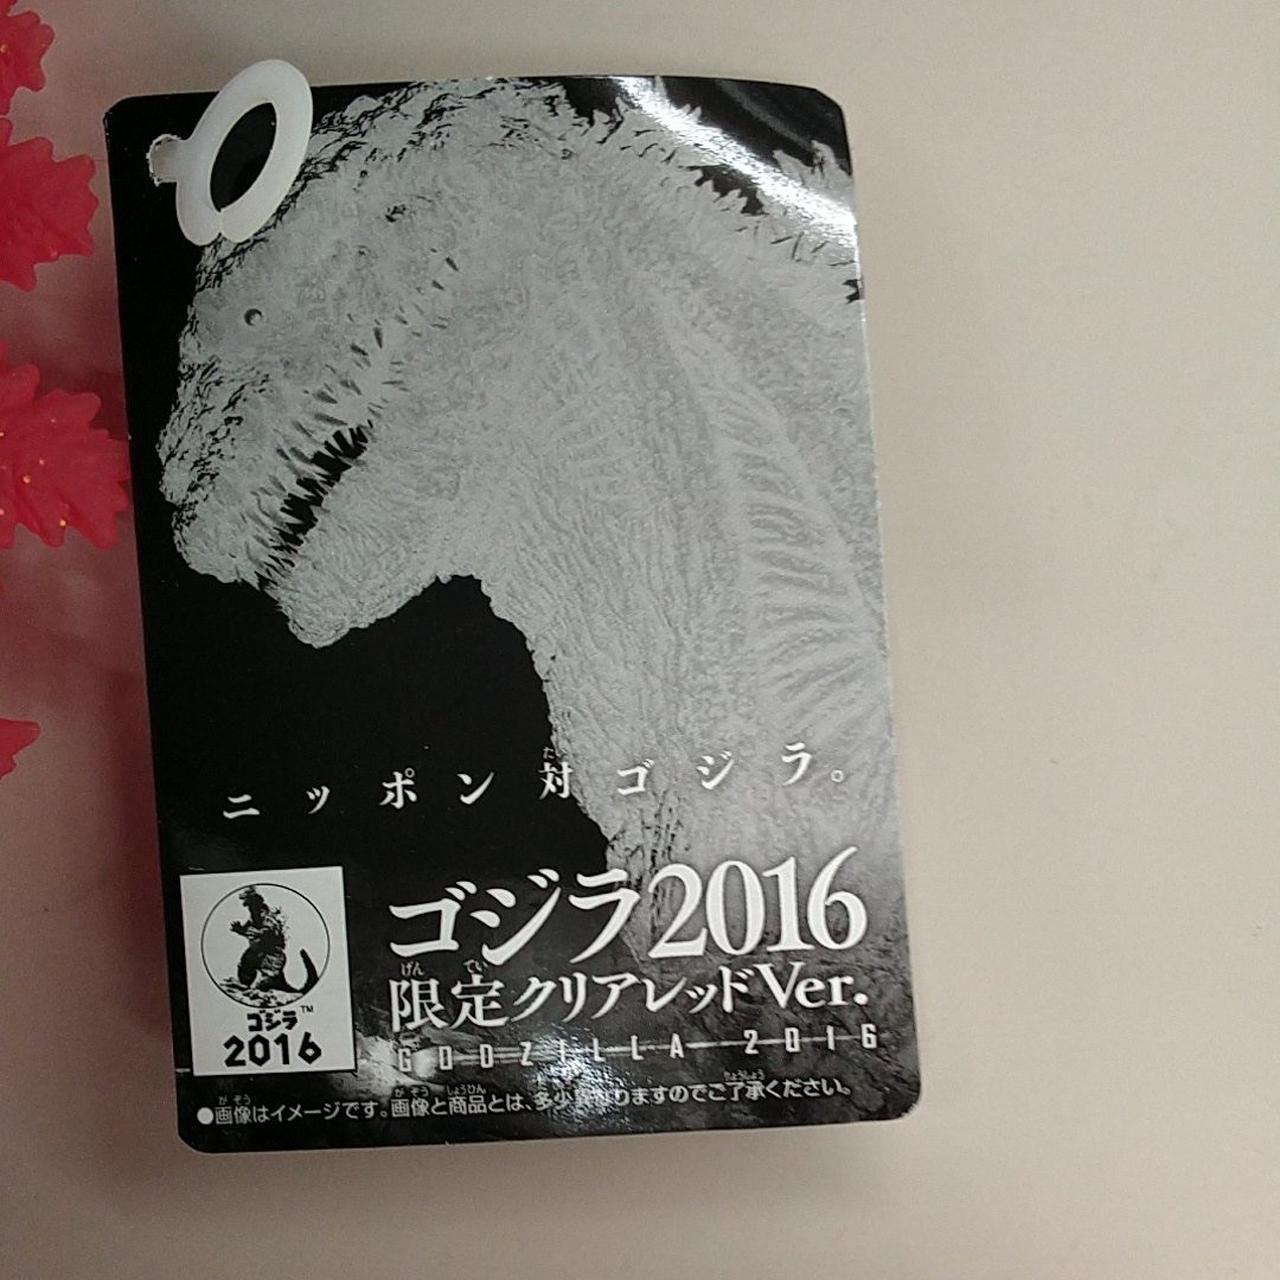 ニッポン対ゴジラ。
ゴジラ2016
限定クリアレッドVer.
GODZILLA 2016
ゴジラ™
2016
●画像はイメージです。画像と商品とは、多少異なりますのでご了承ください。